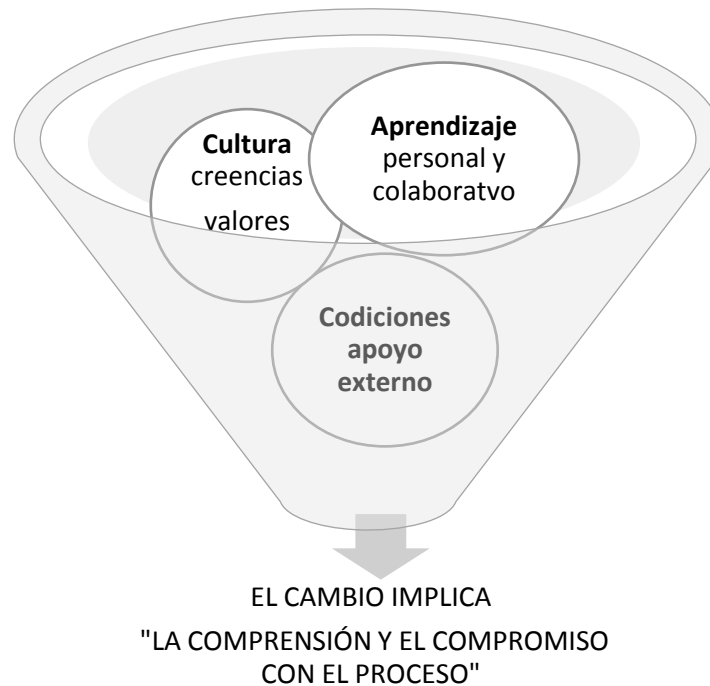 Cultura
creencias
valores
Aprendizaje
personal y
colaboratvo
Codiciones
apoyo
externo
EL CAMBIO IMPLICA
"LA COMPRENSIÓN Y EL COMPROMISO
CON EL PROCESO"